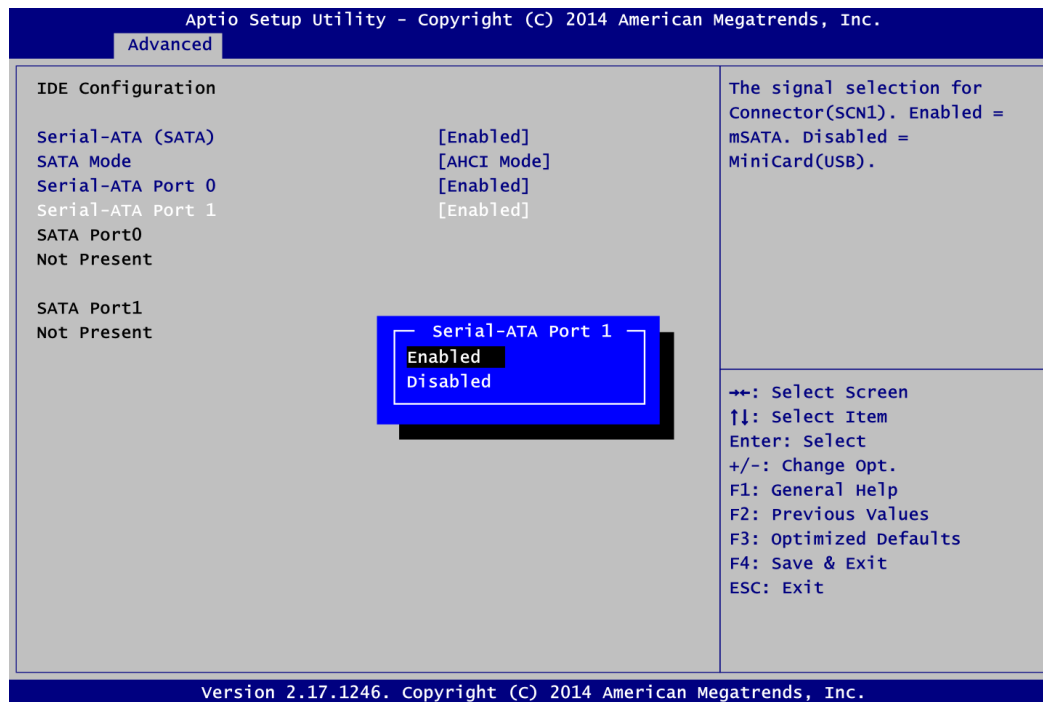 Aptio Setup Utility - Copyright (C) 2014 American Megatrends, Inc.
Advanced
IDE Configuration
Serial-ATA (SATA) [Enabled]
SATA Mode [AHCI Mode]
Serial-ATA Port 0 [Enabled]
Serial-ATA Port 1 [Enabled]
SATA Port0
Not Present
SATA Port1
Not Present
Serial-ATA Port 1
Enabled
Disabled
The signal selection for
Connector(SCN1). Enabled =
mSATA. Disabled =
MiniCard(USB).
→←: Select Screen
↑↓: Select Item
Enter: Select
+/-: Change Opt.
F1: General Help
F2: Previous Values
F3: Optimized Defaults
F4: Save & Exit
ESC: Exit
Version 2.17.1246. Copyright (C) 2014 American Megatrends, Inc.